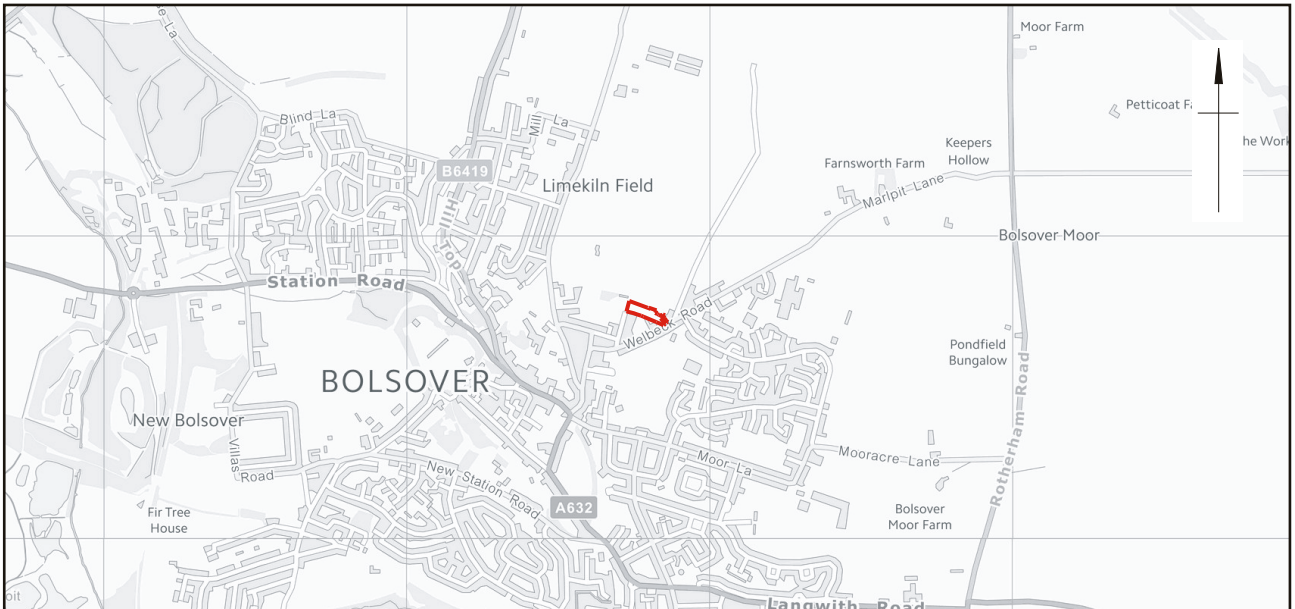 Moor Farm
Petticoat Fa
he Work
e La
Blind La
Mill La
B6419
Keepers
Hollow
Farnsworth Farm
Limekiln Field
Marlpit Lane
Hill Top
Bolsover Moor
Station Road
Welbeck Road
Pondfield
Bungalow
BOLSOVER
New Bolsover
Rotherham Road
Villas
Road
Moor La
Mooracre Lane
New Station Road
A632
Fir Tree
House
Bolsover
Moor Farm
oit
Langwith Road